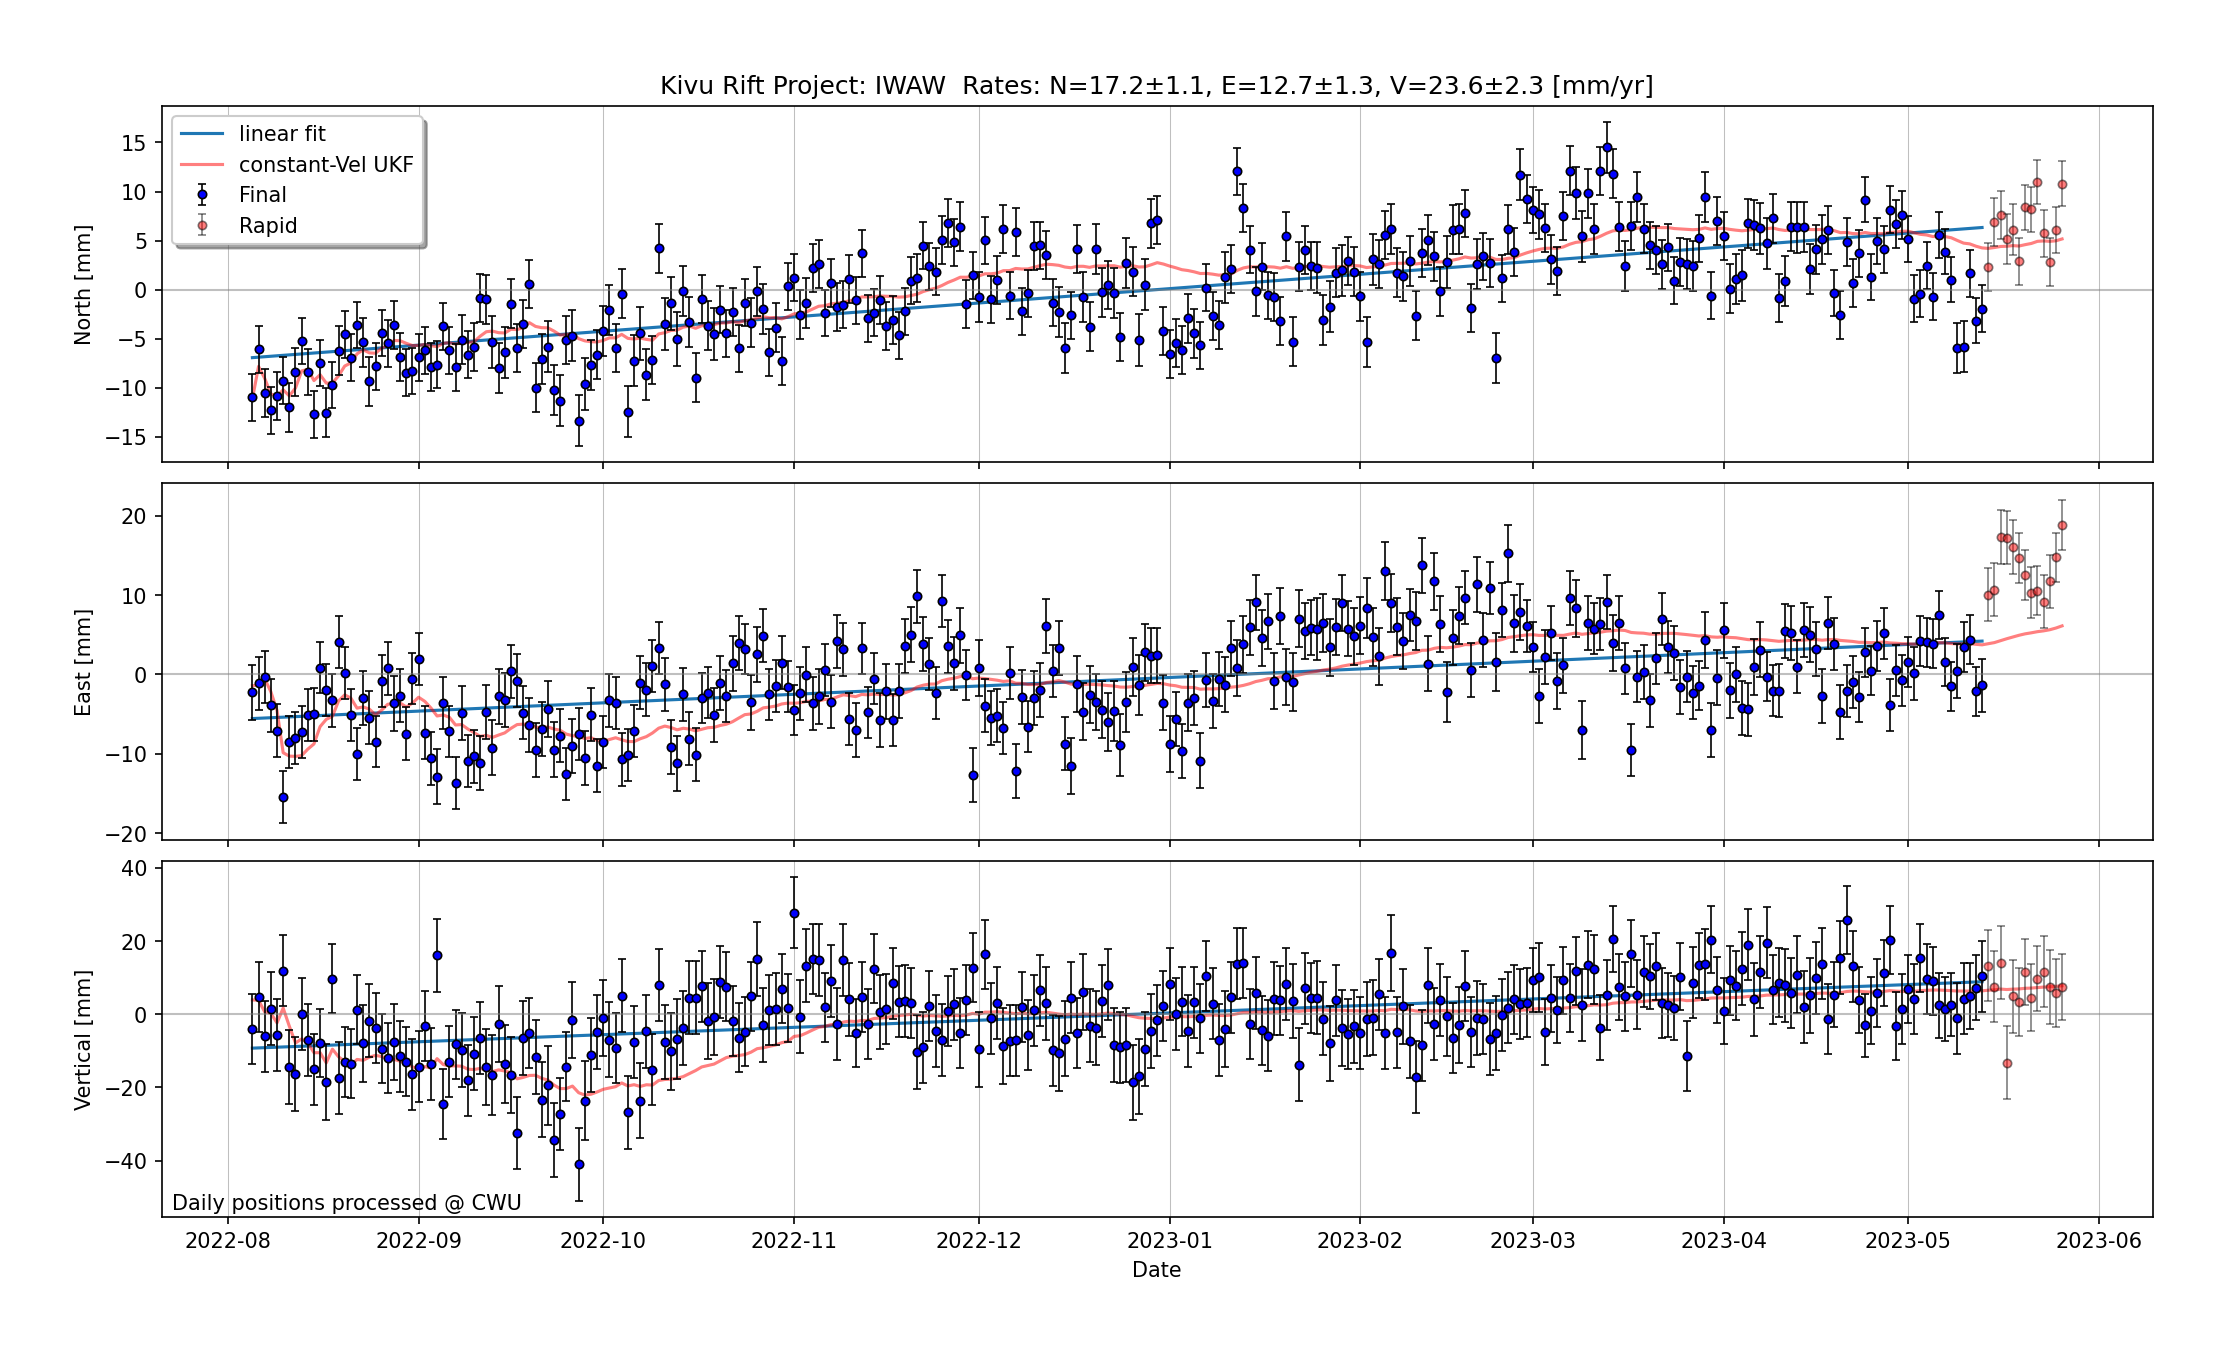 Kivu Rift Project: IWAW  Rates: N=17.2±1.1, E=12.7±1.3, V=23.6±2.3 [mm/yr]
linear fit
constant-Vel UKF
Final
Rapid
North [mm]
15
10
5
0
−5
−10
−15
East [mm]
20
10
0
−10
−20
Vertical [mm]
40
20
0
−20
−40
Daily positions processed @ CWU
2022-08 2022-09 2022-10 2022-11 2022-12 2023-01 2023-02 2023-03 2023-04 2023-05 2023-06
Date